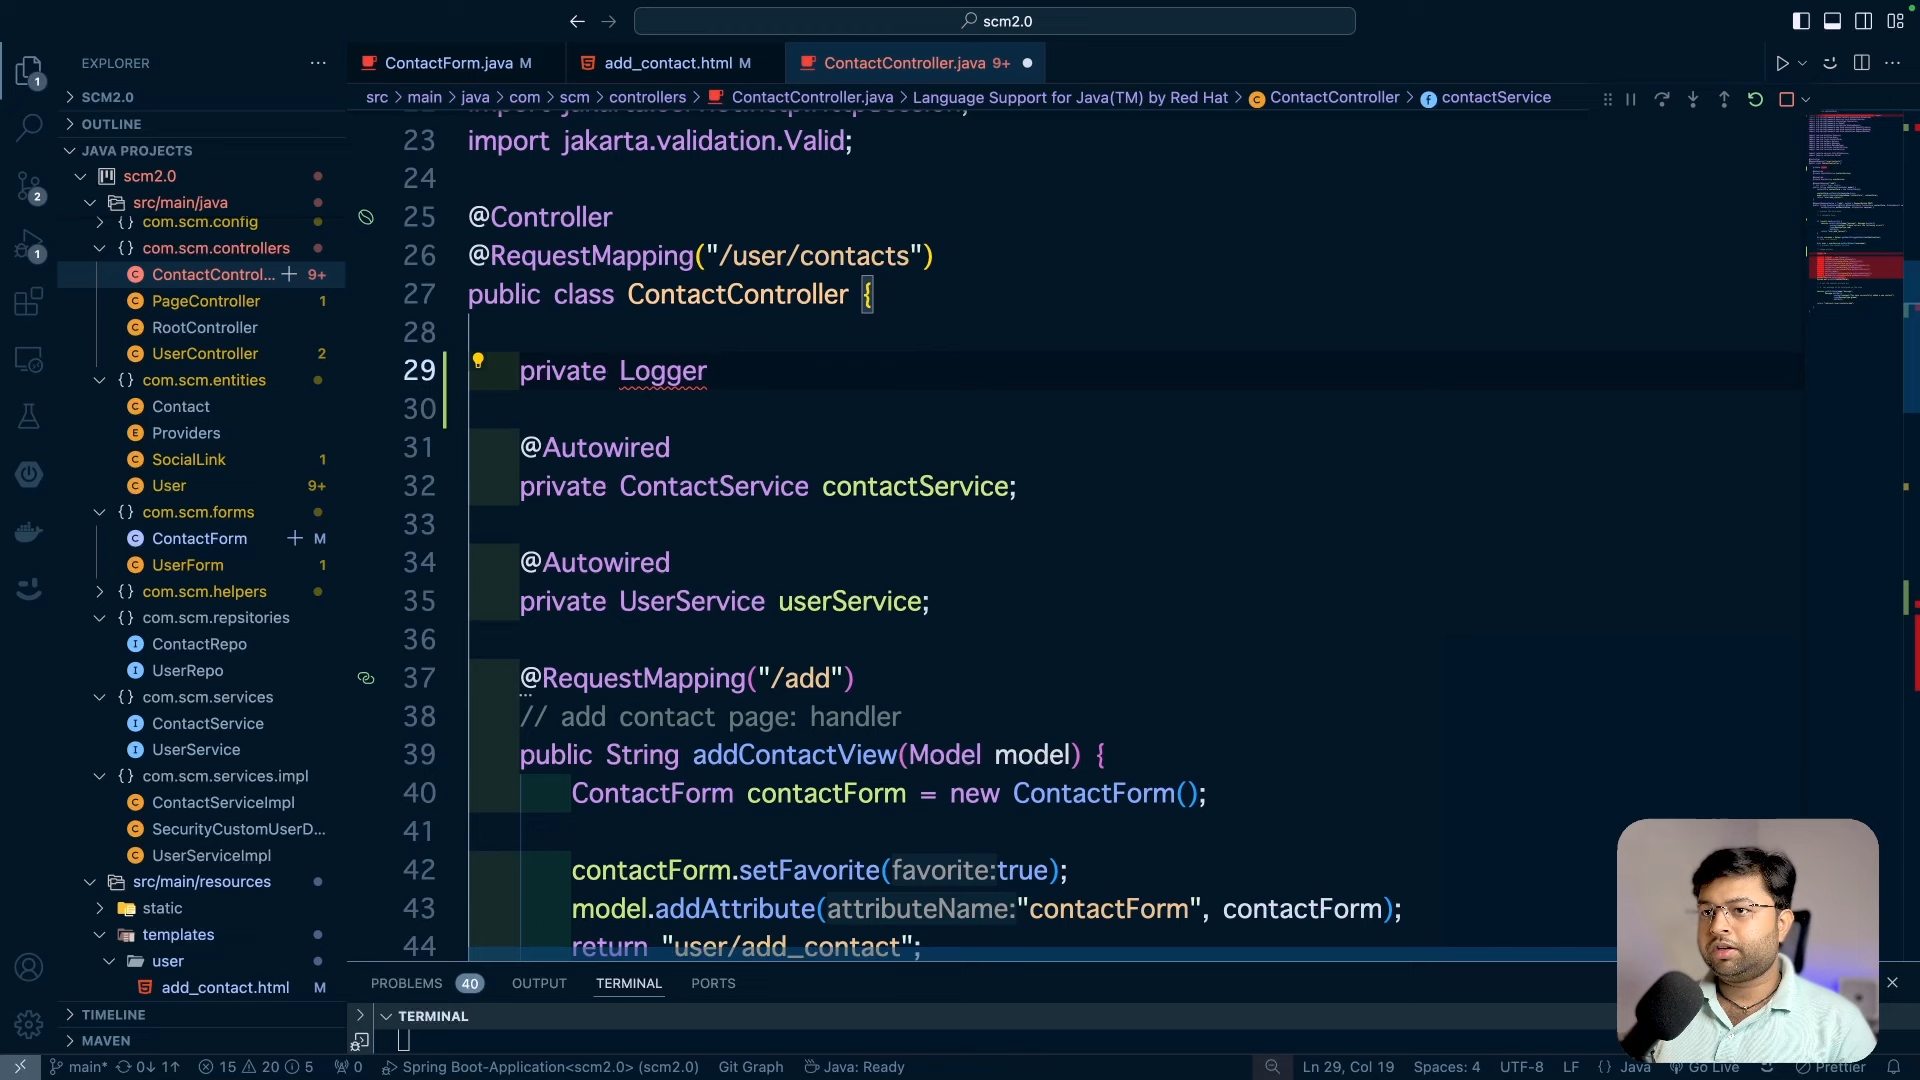 scm2.0
EXPLORER
SCM2.0
OUTLINE
JAVA PROJECTS
scm2.0
src/main/java
com.scm.config
com.scm.controllers
ContactControl... 9+
PageController 1
RootController
UserController 2
com.scm.entities
Contact
Providers
SocialLink 1
User 9+
com.scm.forms
ContactForm M
UserForm 1
com.scm.helpers
com.scm.repsitories
ContactRepo
UserRepo
com.scm.services
ContactService
UserService
com.scm.services.impl
ContactServiceImpl
SecurityCustomUserD...
UserServiceImpl
src/main/resources
static
templates
user
add_contact.html M
TIMELINE
MAVEN
1
2
1
ContactForm.java M
add_contact.html M
ContactController.java 9+
src > main > java > com > scm > controllers > ContactController.java > Language Support for Java(TM) by Red Hat > ContactController > contactService
23 import jakarta.validation.Valid;
24
25 @Controller
26 @RequestMapping("/user/contacts")
27 public class ContactController {
28
29 private Logger
30
31 @Autowired
32 private ContactService contactService;
33
34 @Autowired
35 private UserService userService;
36
37 @RequestMapping("/add")
38 // add contact page: handler
39 public String addContactView(Model model) {
40 ContactForm contactForm = new ContactForm();
41
42 contactForm.setFavorite(favorite:true);
43 model.addAttribute(attributeName:"contactForm", contactForm);
44 return "user/add_contact";
PROBLEMS 40 OUTPUT TERMINAL PORTS
TERMINAL
main* 0↓ 1↑ 15 20 5 0 Spring Boot-Application<scm2.0> (scm2.0) Git Graph Java: Ready Ln 29, Col 19 Spaces: 4 UTF-8 LF {} Java Go Live Prettier